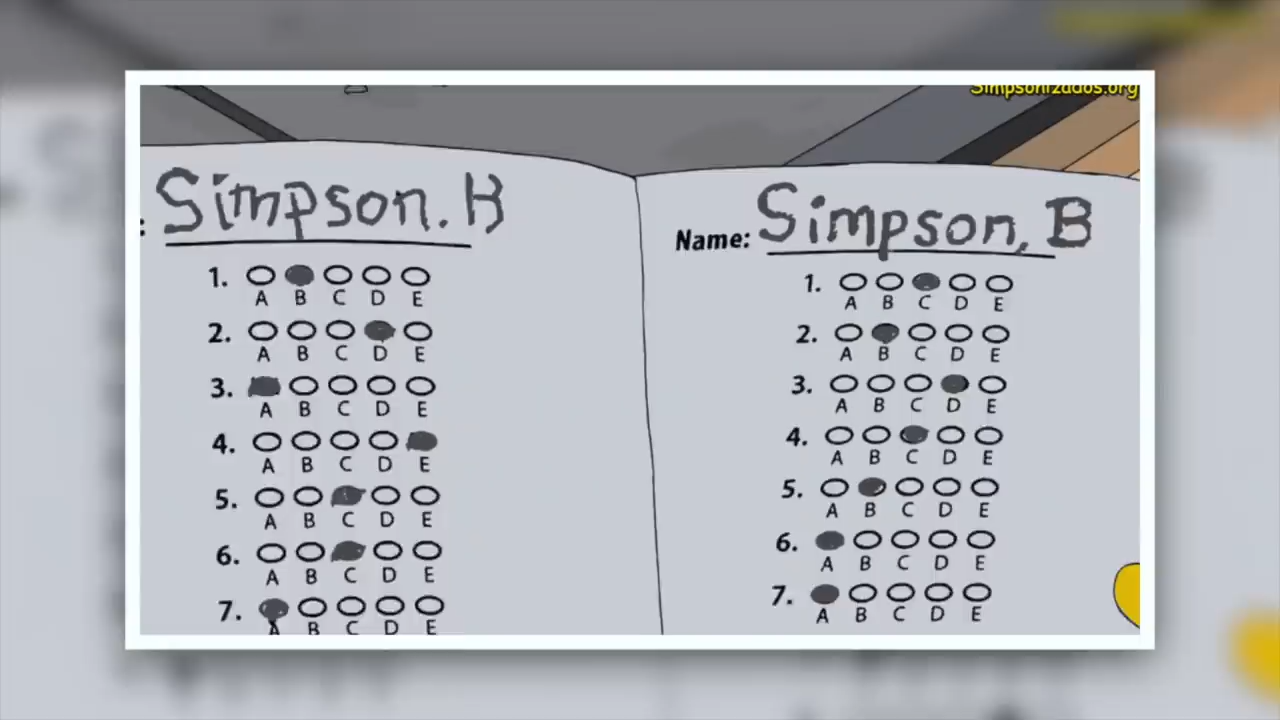 Simpsonizados.org
: Simpson. B
1. A B C D E
2. A B C D E
3. A B C D E
4. A B C D E
5. A B C D E
6. A B C D E
7. A B C D E
Name: Simpson, B
1. A B C D E
2. A B C D E
3. A B C D E
4. A B C D E
5. A B C D E
6. A B C D E
7. A B C D E